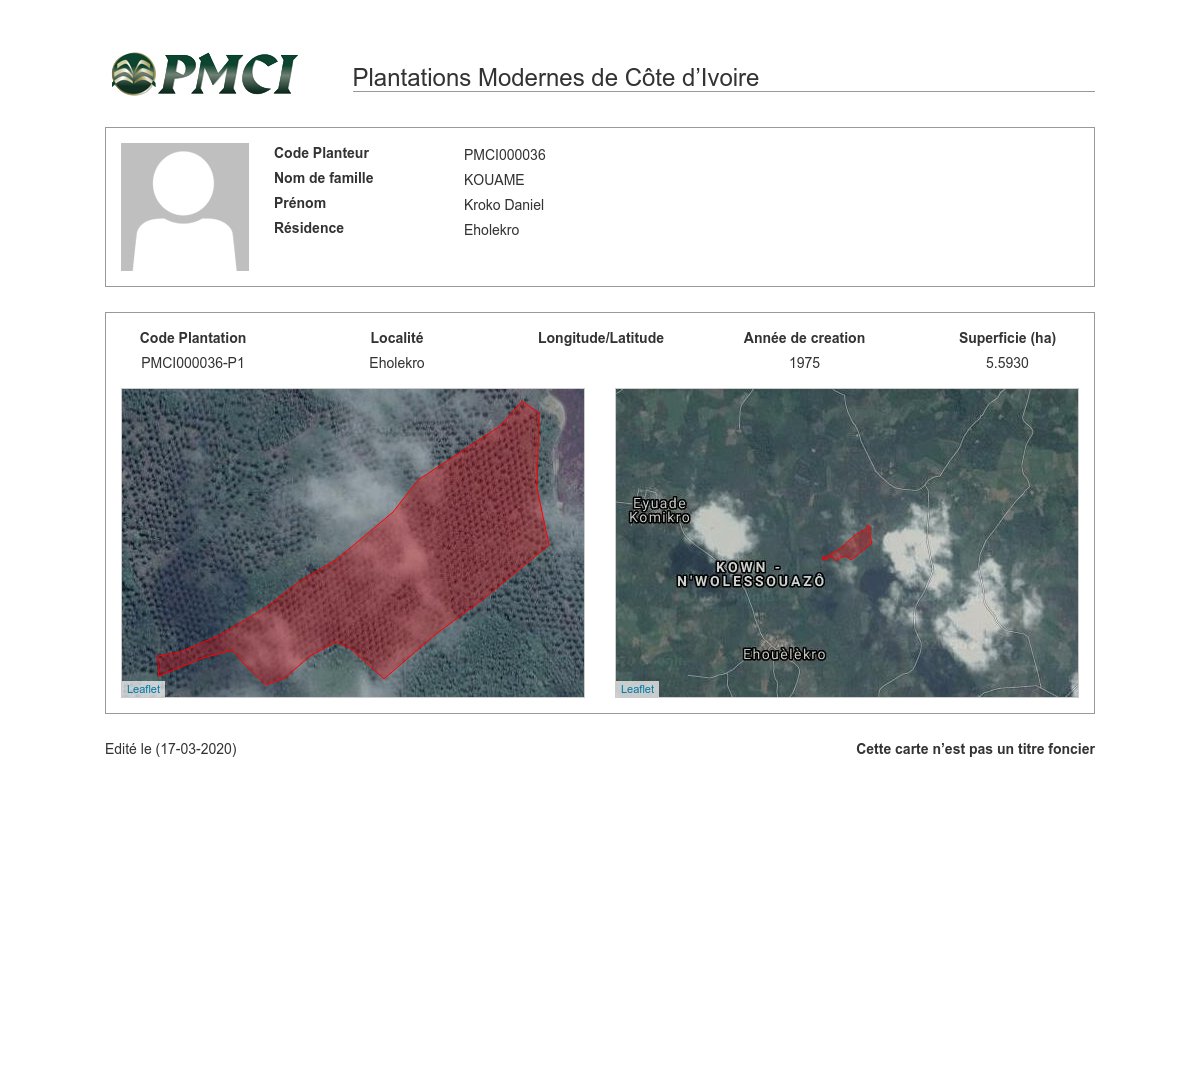 PMCI
Plantations Modernes de Côte d’Ivoire
Code Planteur PMCI000036
Nom de famille KOUAME
Prénom Kroko Daniel
Résidence Eholekro
Code Plantation Localité Longitude/Latitude Année de creation Superficie (ha)
PMCI000036-P1 Eholekro 1975 5.5930
Leaflet
Eyuade
Komikro
KOWN -
N'WOLESSOUAZÔ
Ehouèlèkro
Leaflet
Edité le (17-03-2020) Cette carte n’est pas un titre foncier